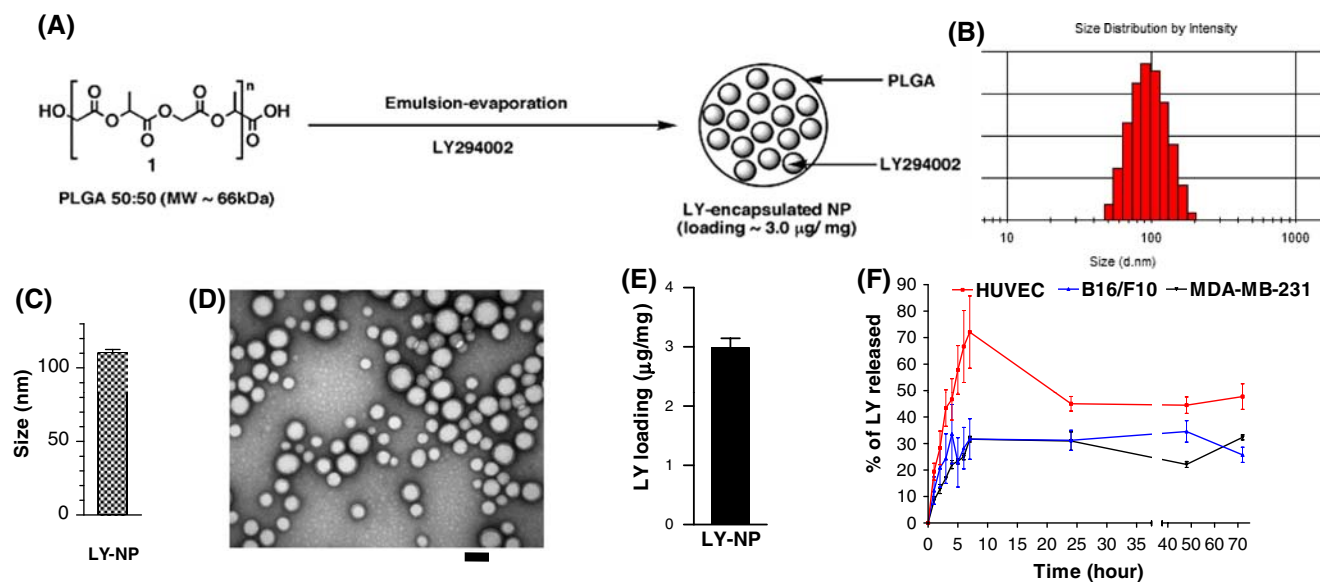 (A)
HO
O
O
O
O
O
O
O
n
OH
1
PLGA 50:50 (MW ~ 66kDa)
Emulsion-evaporation
LY294002
PLGA
LY294002
LY-encapsulated NP
(loading ~ 3.0 μg/ mg)
(B)
Size Distribution by Intensity
10
100
1000
Size (d.nm)
(C)
Size (nm)
100
50
0
LY-NP
(D)
(E)
LY loading (μg/mg)
4
3
2
1
0
LY-NP
(F)
HUVEC
B16/F10
MDA-MB-231
% of LY released
90
80
70
60
50
40
30
20
10
0
0 5 10 15 20 25 30 35 40 50 60 70
Time (hour)